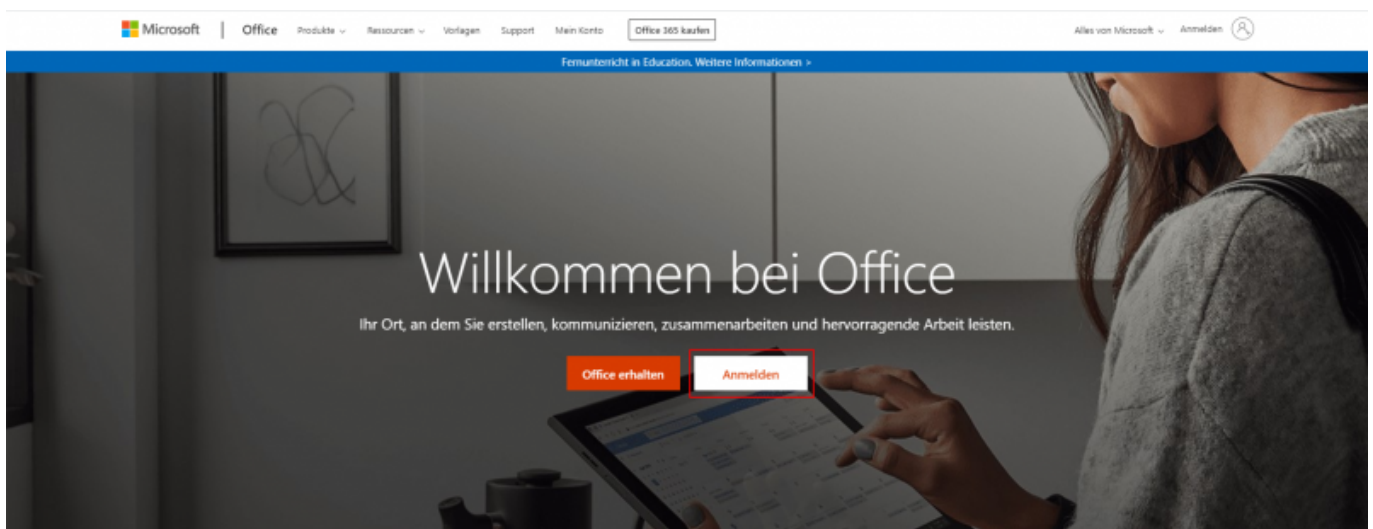 Microsoft | Office Produkte Ressourcen Vorlagen Support Mein Konto Office 365 kaufen Alles von Microsoft Anmelden
Fernunterricht in Education. Weitere Informationen >
Willkommen bei Office
Ihr Ort, an dem Sie erstellen, kommunizieren, zusammenarbeiten und hervorragende Arbeit leisten.
Office erhalten Anmelden